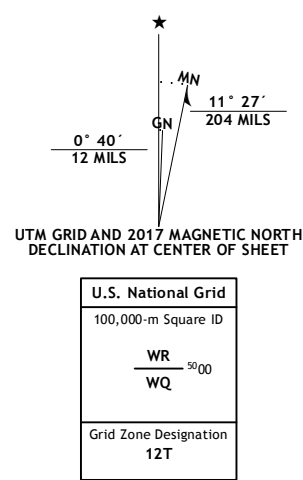 ★
MN
GN
11° 27´
204 MILS
0° 40´
12 MILS
UTM GRID AND 2017 MAGNETIC NORTH
DECLINATION AT CENTER OF SHEET
U.S. National Grid
100,000-m Square ID
WR
5000
WQ
Grid Zone Designation
12T